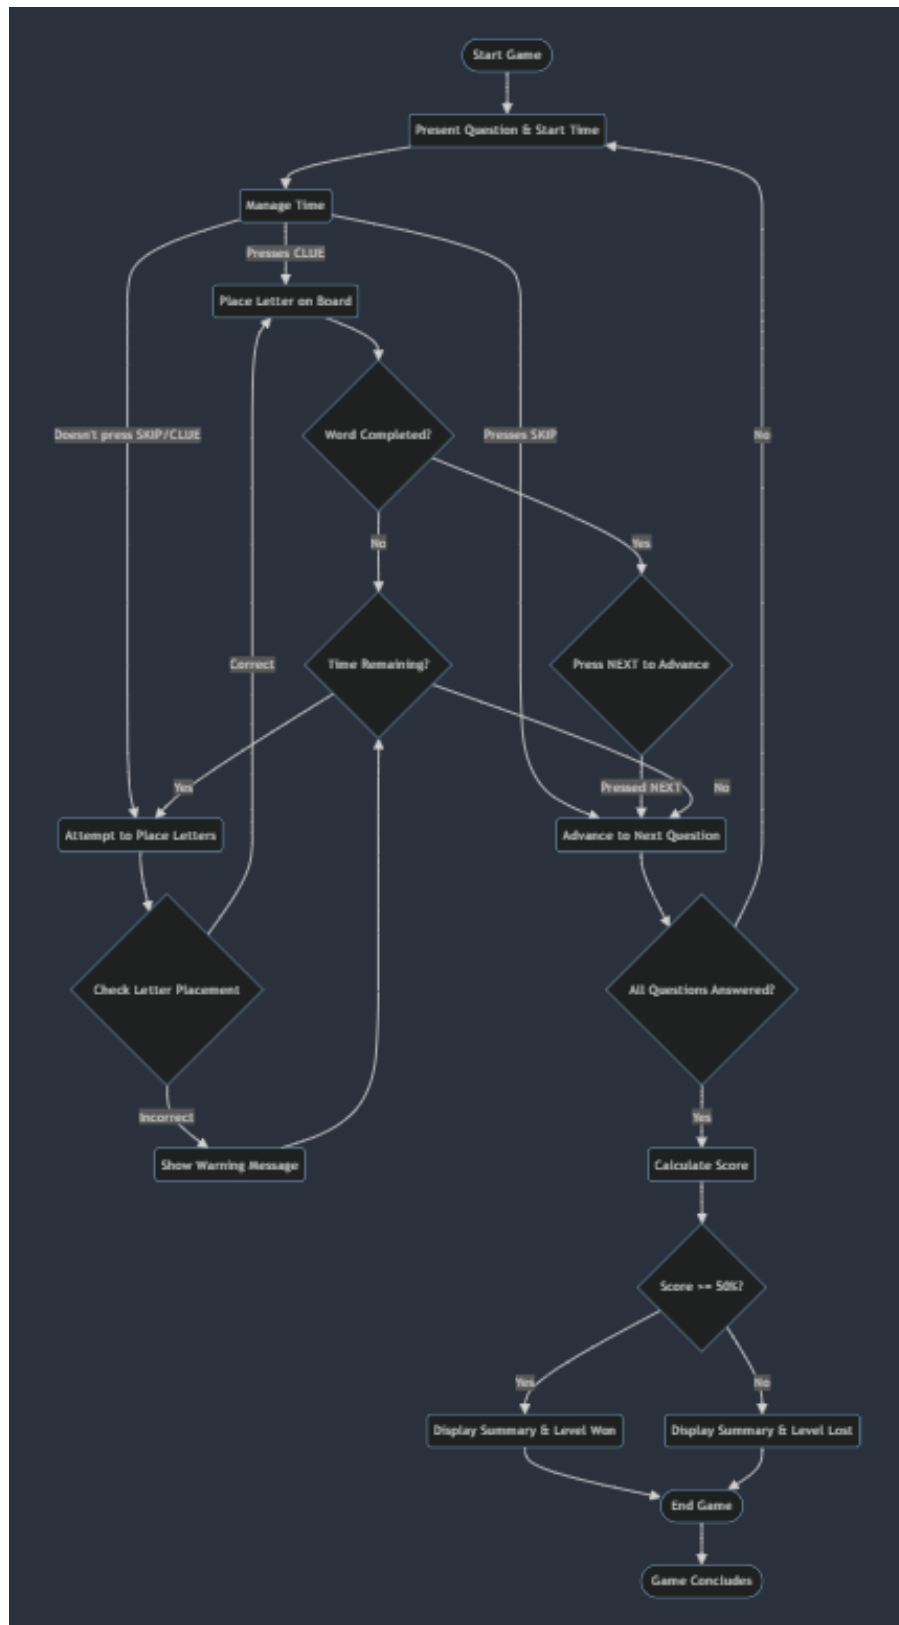 Start Game
Present Question & Start Time
Manage Time
Presses CLUE
Place Letter on Board
Doesn't press SKIP/CLUE
Word Completed?
Presses SKIP
No
No
Yes
Correct
Time Remaining?
Press NEXT to Advance
Yes
Pressed NEXT
No
Attempt to Place Letters
Advance to Next Question
Check Letter Placement
All Questions Answered?
Incorrect
Yes
Show Warning Message
Calculate Score
Score >= 50%?
Yes
No
Display Summary & Level Won
Display Summary & Level Lost
End Game
Game Concludes